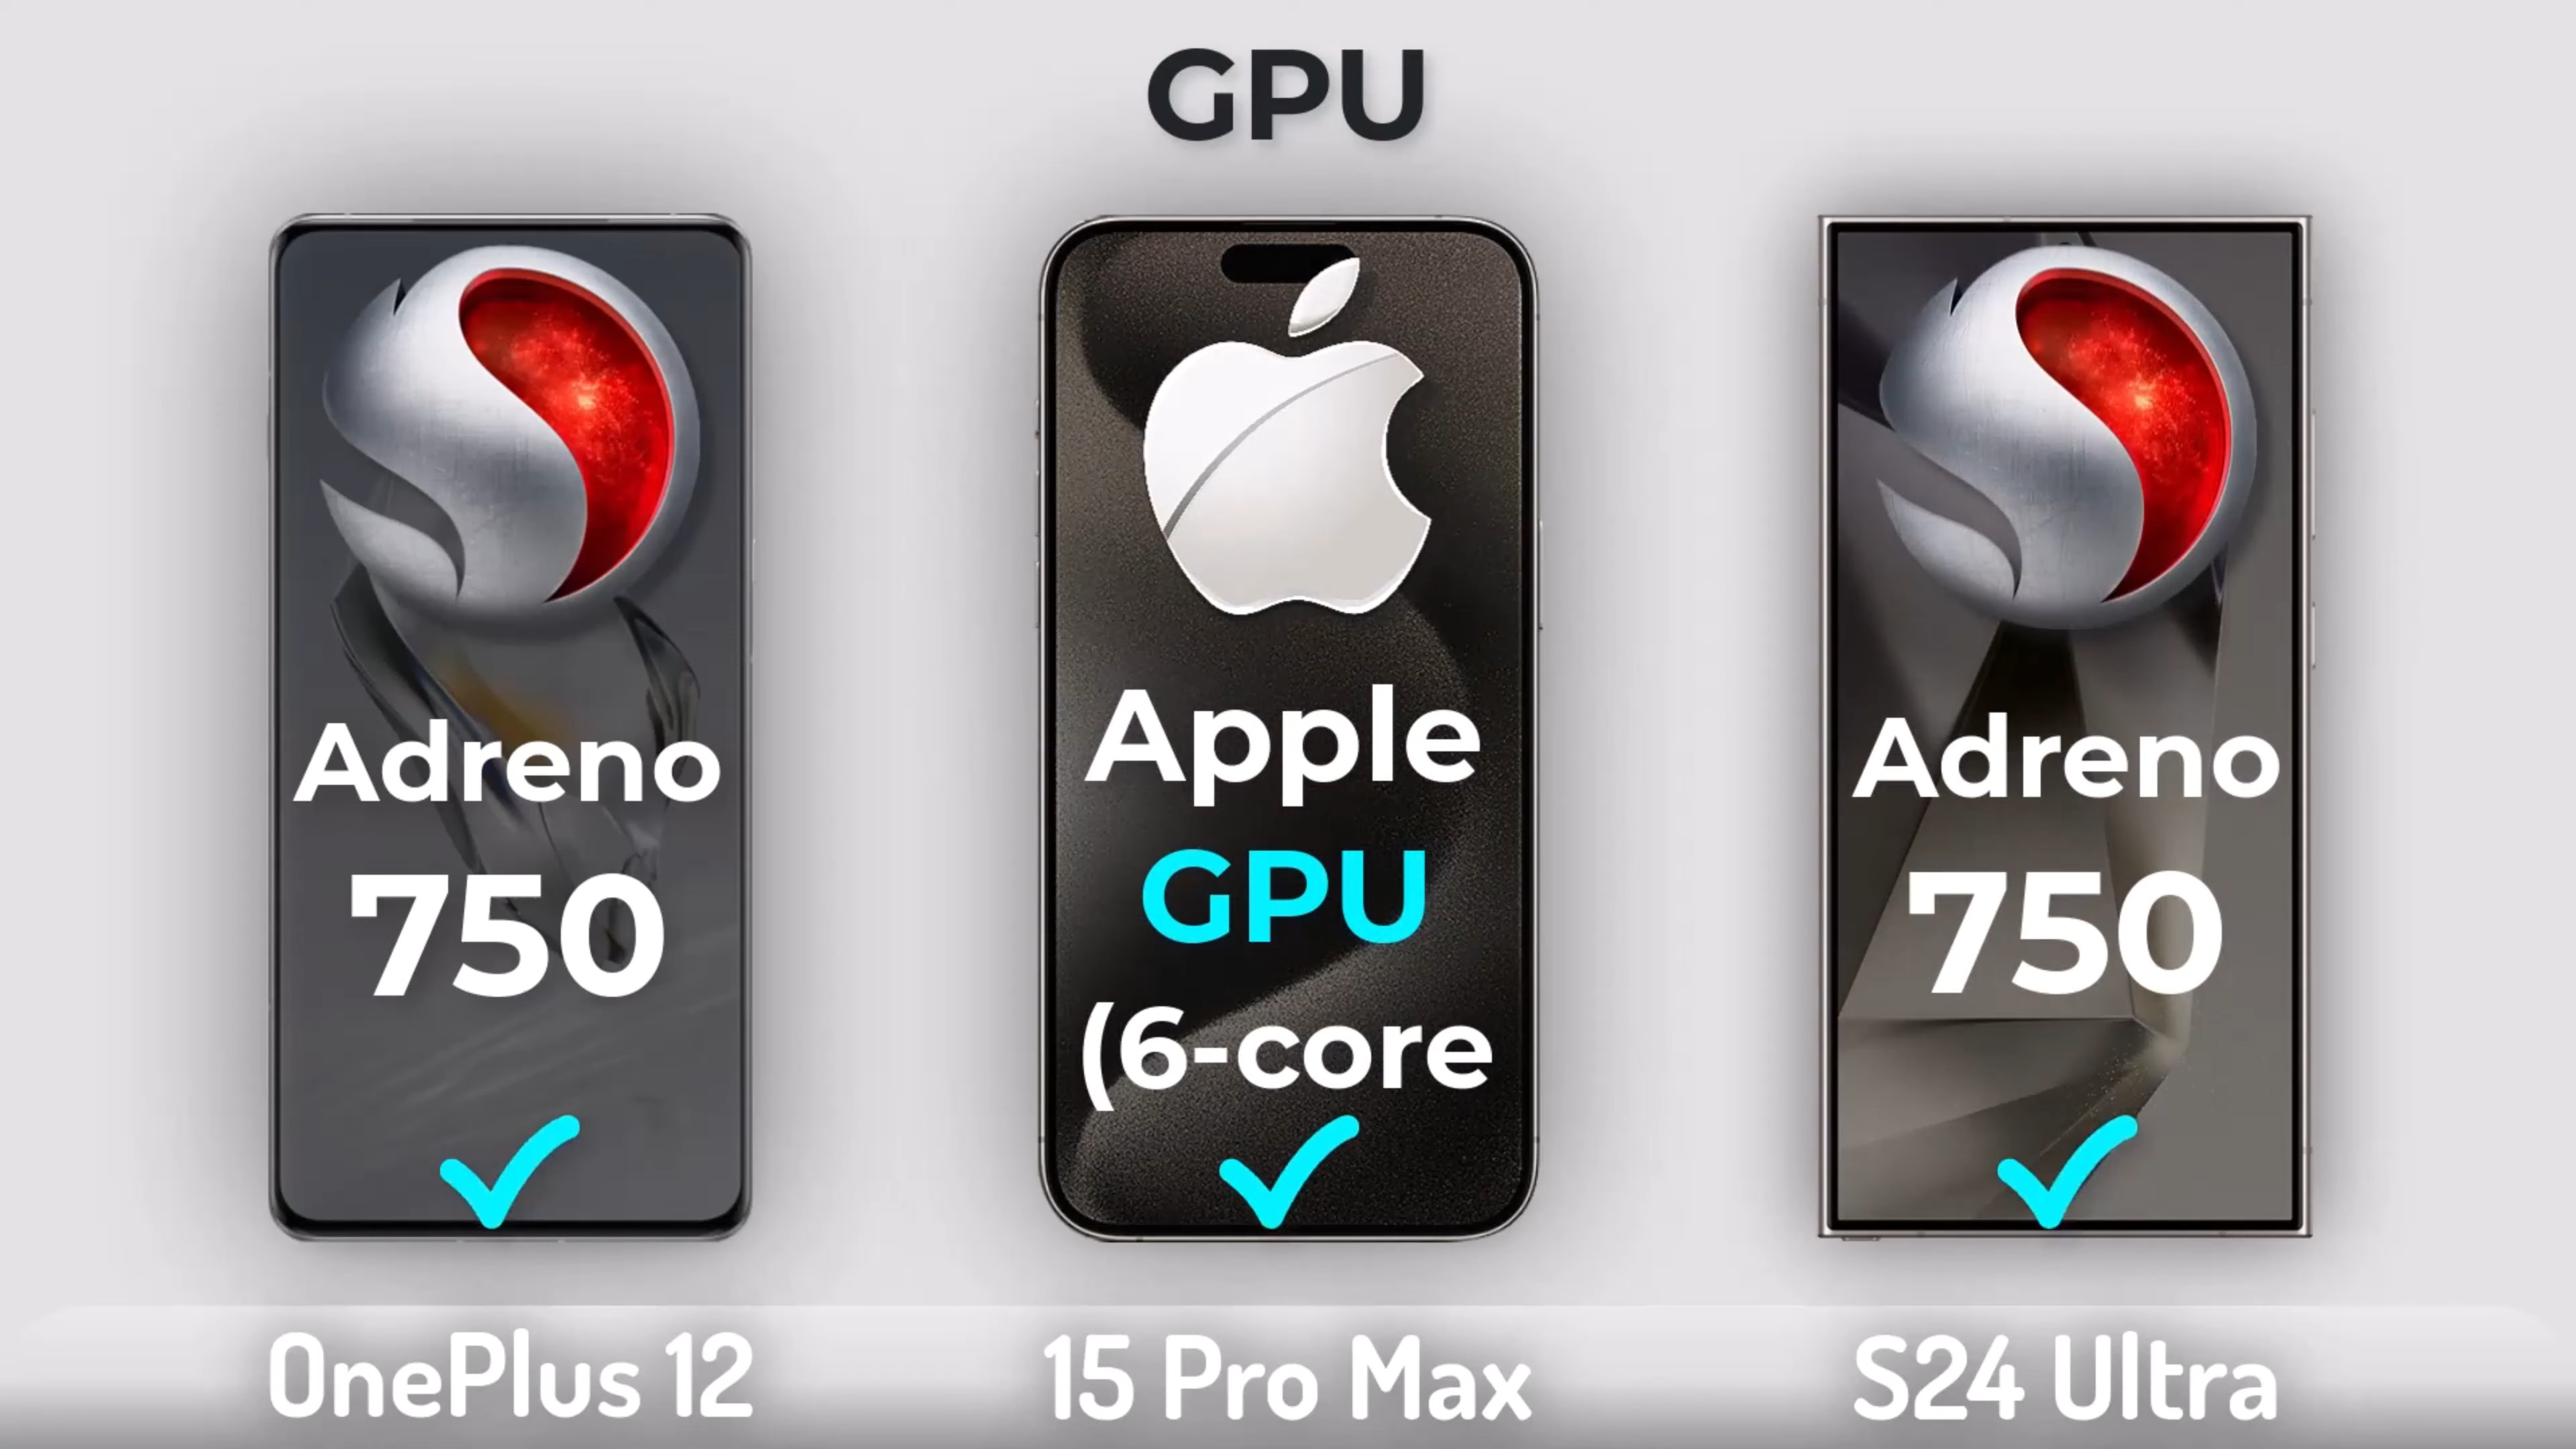 GPU
Adreno
750
Apple
GPU
(6-core
Adreno
750
OnePlus 12
15 Pro Max
S24 Ultra